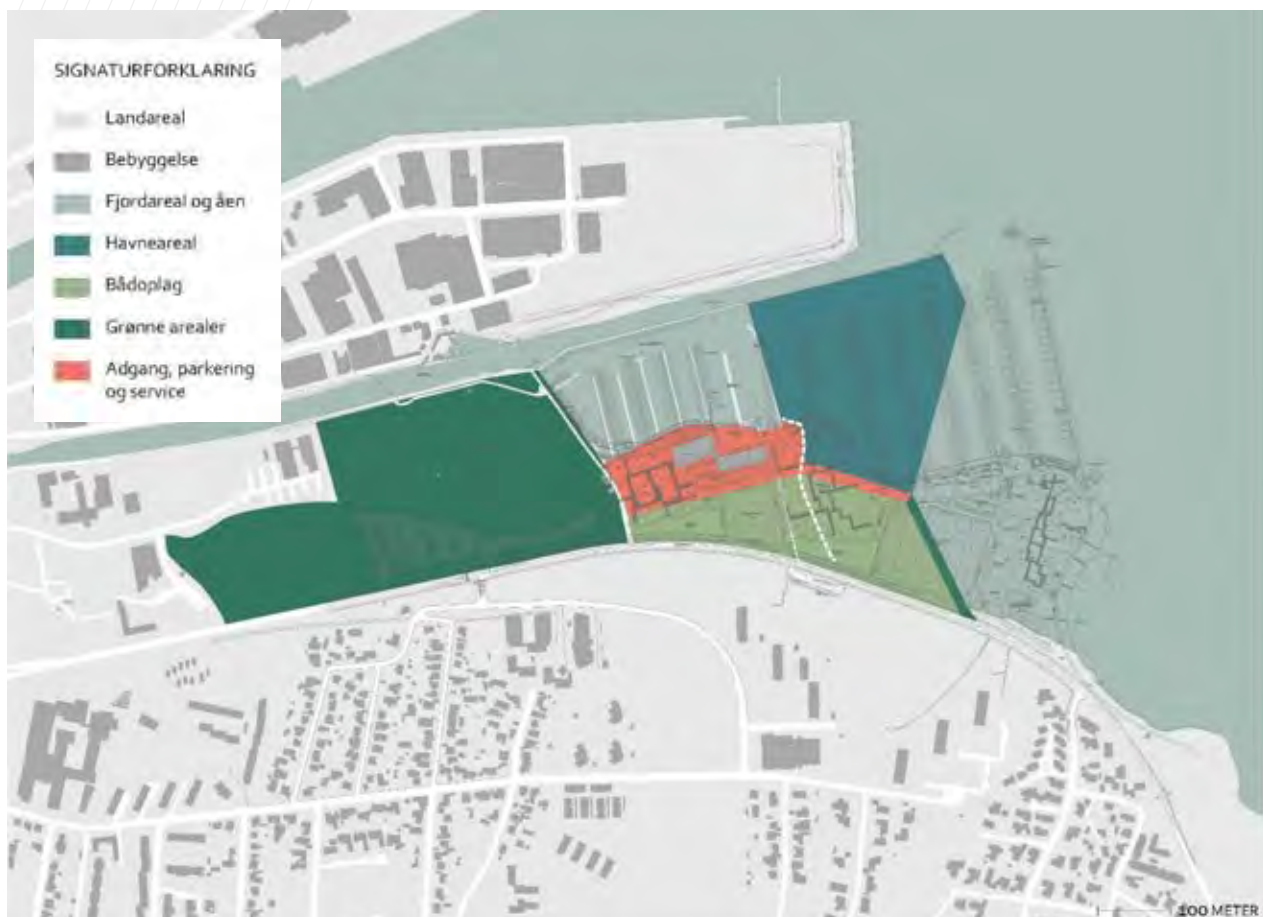 SIGNATURFORKLARING
Landareal
Bebyggelse
Fjordareal og åen
Havneareal
Bådoplag
Grønne arealer
Adgang, parkering
og service
100 METER